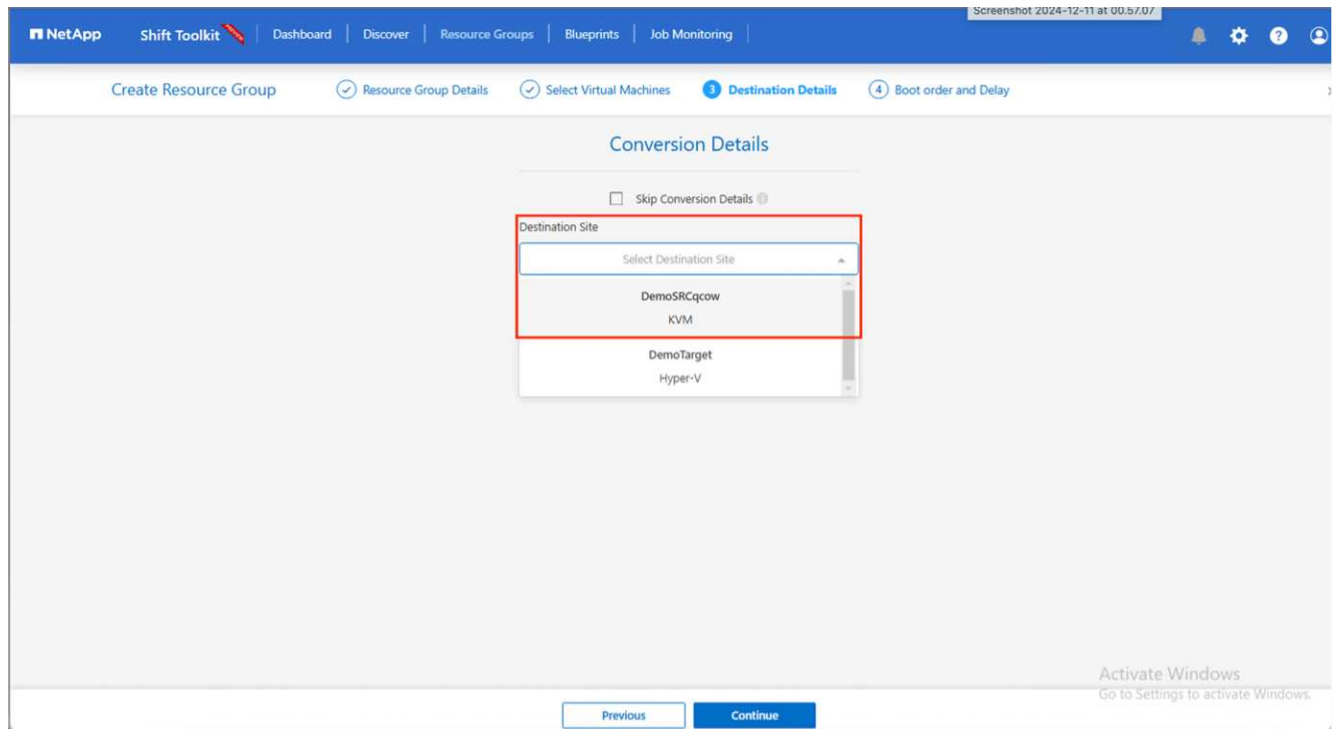 Screenshot 2024-12-11 at 00.57.07
NetApp Shift Toolkit Dashboard Discover Resource Groups Blueprints Job Monitoring
Create Resource Group Resource Group Details Select Virtual Machines 3 Destination Details 4 Boot order and Delay
Conversion Details
Skip Conversion Details
Destination Site
Select Destination Site
DemoSRCqcow
KVM
DemoTarget
Hyper-V
Activate Windows
Go to Settings to activate Windows.
Previous Continue